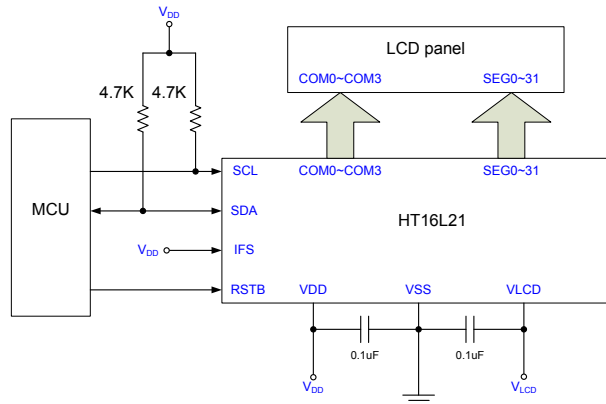 VDD
LCD panel
COM0~COM3 SEG0~31
4.7K 4.7K
MCU
SCL COM0~COM3 SEG0~31
SDA
HT16L21
VDD IFS
RSTB VDD VSS VLCD
0.1uF 0.1uF
VDD VLCD